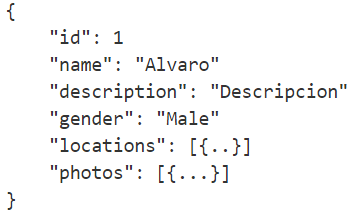 {
    "id": 1
    "name": "Alvaro"
    "description": "Descripcion"
    "gender": "Male"
    "locations": [{..}]
    "photos": [{...}]
}